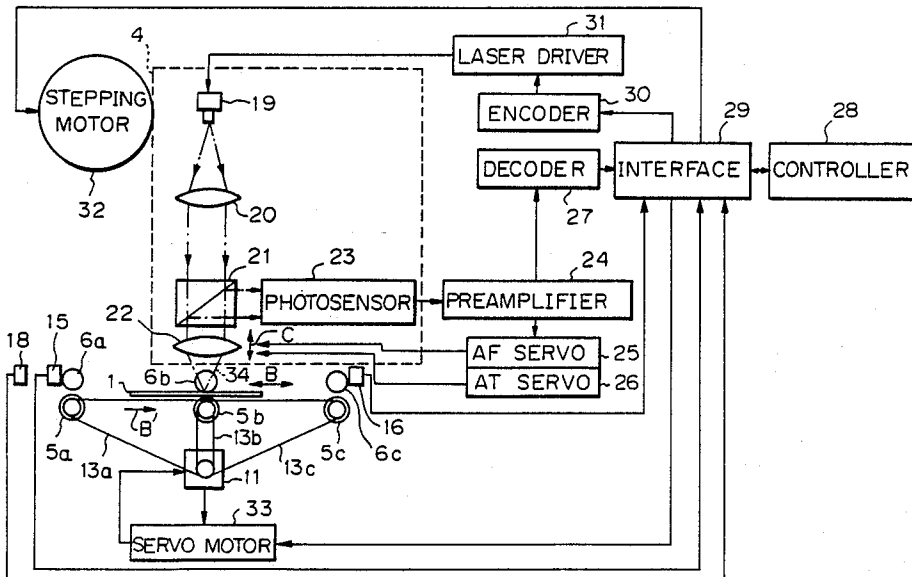 31
4
LASER DRIVER
19
30
STEPPING
MOTOR
ENCODER
29
28
32
DECODER
INTERFACE
CONTROLLER
20
27
21
23
24
PHOTOSENSOR
PREAMPLIFIER
22
C
18
15
6a
AF SERVO
25
6b
34
B
AT SERVO
26
1
16
B'
5b
5a
13b
5c
6c
13a
13c
11
33
SERVO MOTOR